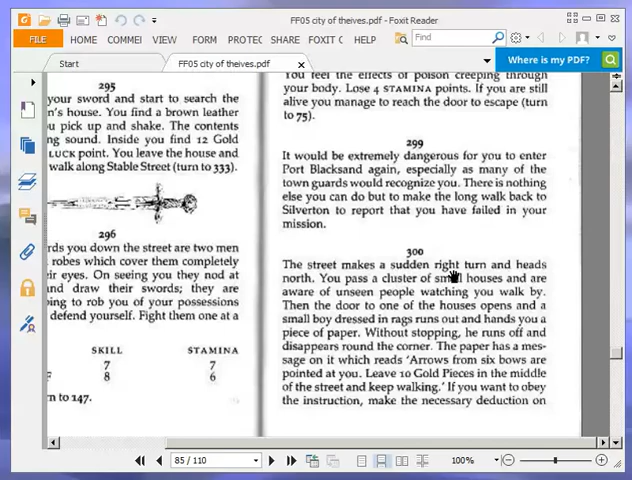 FF05 city of theives.pdf - Foxit Reader
FILE HOME COMMEI VIEW FORM PROTEC SHARE FOXIT C HELP Find
Start FF05 city of theives.pdf Where is my PDF?
295
your sword and start to search the
n's house. You find a brown leather
u pick up and shake. The contents
ng sound. Inside you find 12 Gold
LUCK point. You leave the house and
walk along Stable Street (turn to 333).
296
rds you down the street are two men
robes which cover them completely
eir eyes. On seeing you they nod at
nd draw their swords; they are
ping to rob you of your possessions
defend yourself. Fight them one at a
SKILL STAMINA
7 7
F 8 6
n to 147.
You feel the effects of poison creeping through
your body. Lose 4 STAMINA points. If you are still
alive you manage to reach the door to escape (turn
to 75).
299
It would be extremely dangerous for you to enter
Port Blacksand again, especially as many of the
town guards would recognize you. There is nothing
else you can do but to make the long walk back to
Silverton to report that you have failed in your
mission.
300
The street makes a sudden right turn and heads
north. You pass a cluster of small houses and are
aware of unseen people watching you walk by.
Then the door to one of the houses opens and a
small boy dressed in rags runs out and hands you a
piece of paper. Without stopping, he runs off and
disappears round the corner. The paper has a mes-
sage on it which reads 'Arrows from six bows are
pointed at you. Leave 10 Gold Pieces in the middle
of the street and keep walking.' If you want to obey
the instruction, make the necessary deduction on
85 / 110 100%